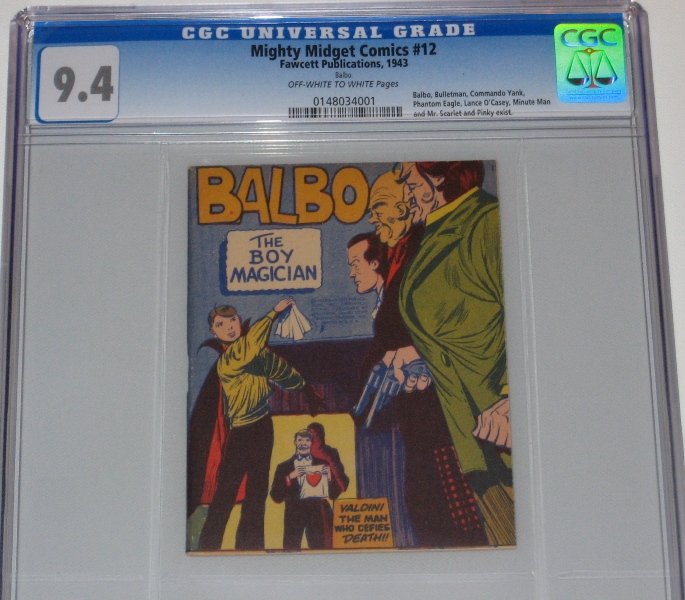 CGC UNIVERSAL GRADE
Mighty Midget Comics #12
Fawcett Publications, 1943
Balbo
OFF-WHITE TO WHITE Pages
9.4
0148034001
Balbo, Bulletman, Commando Yank,
Phantom Eagle, Lance O'Casey, Minute Man
and Mr. Scarlet and Pinky exist.
CGC
BALBO
THE
BOY
MAGICIAN
VALDINI
THE MAN
WHO DEFIES
DEATH!!